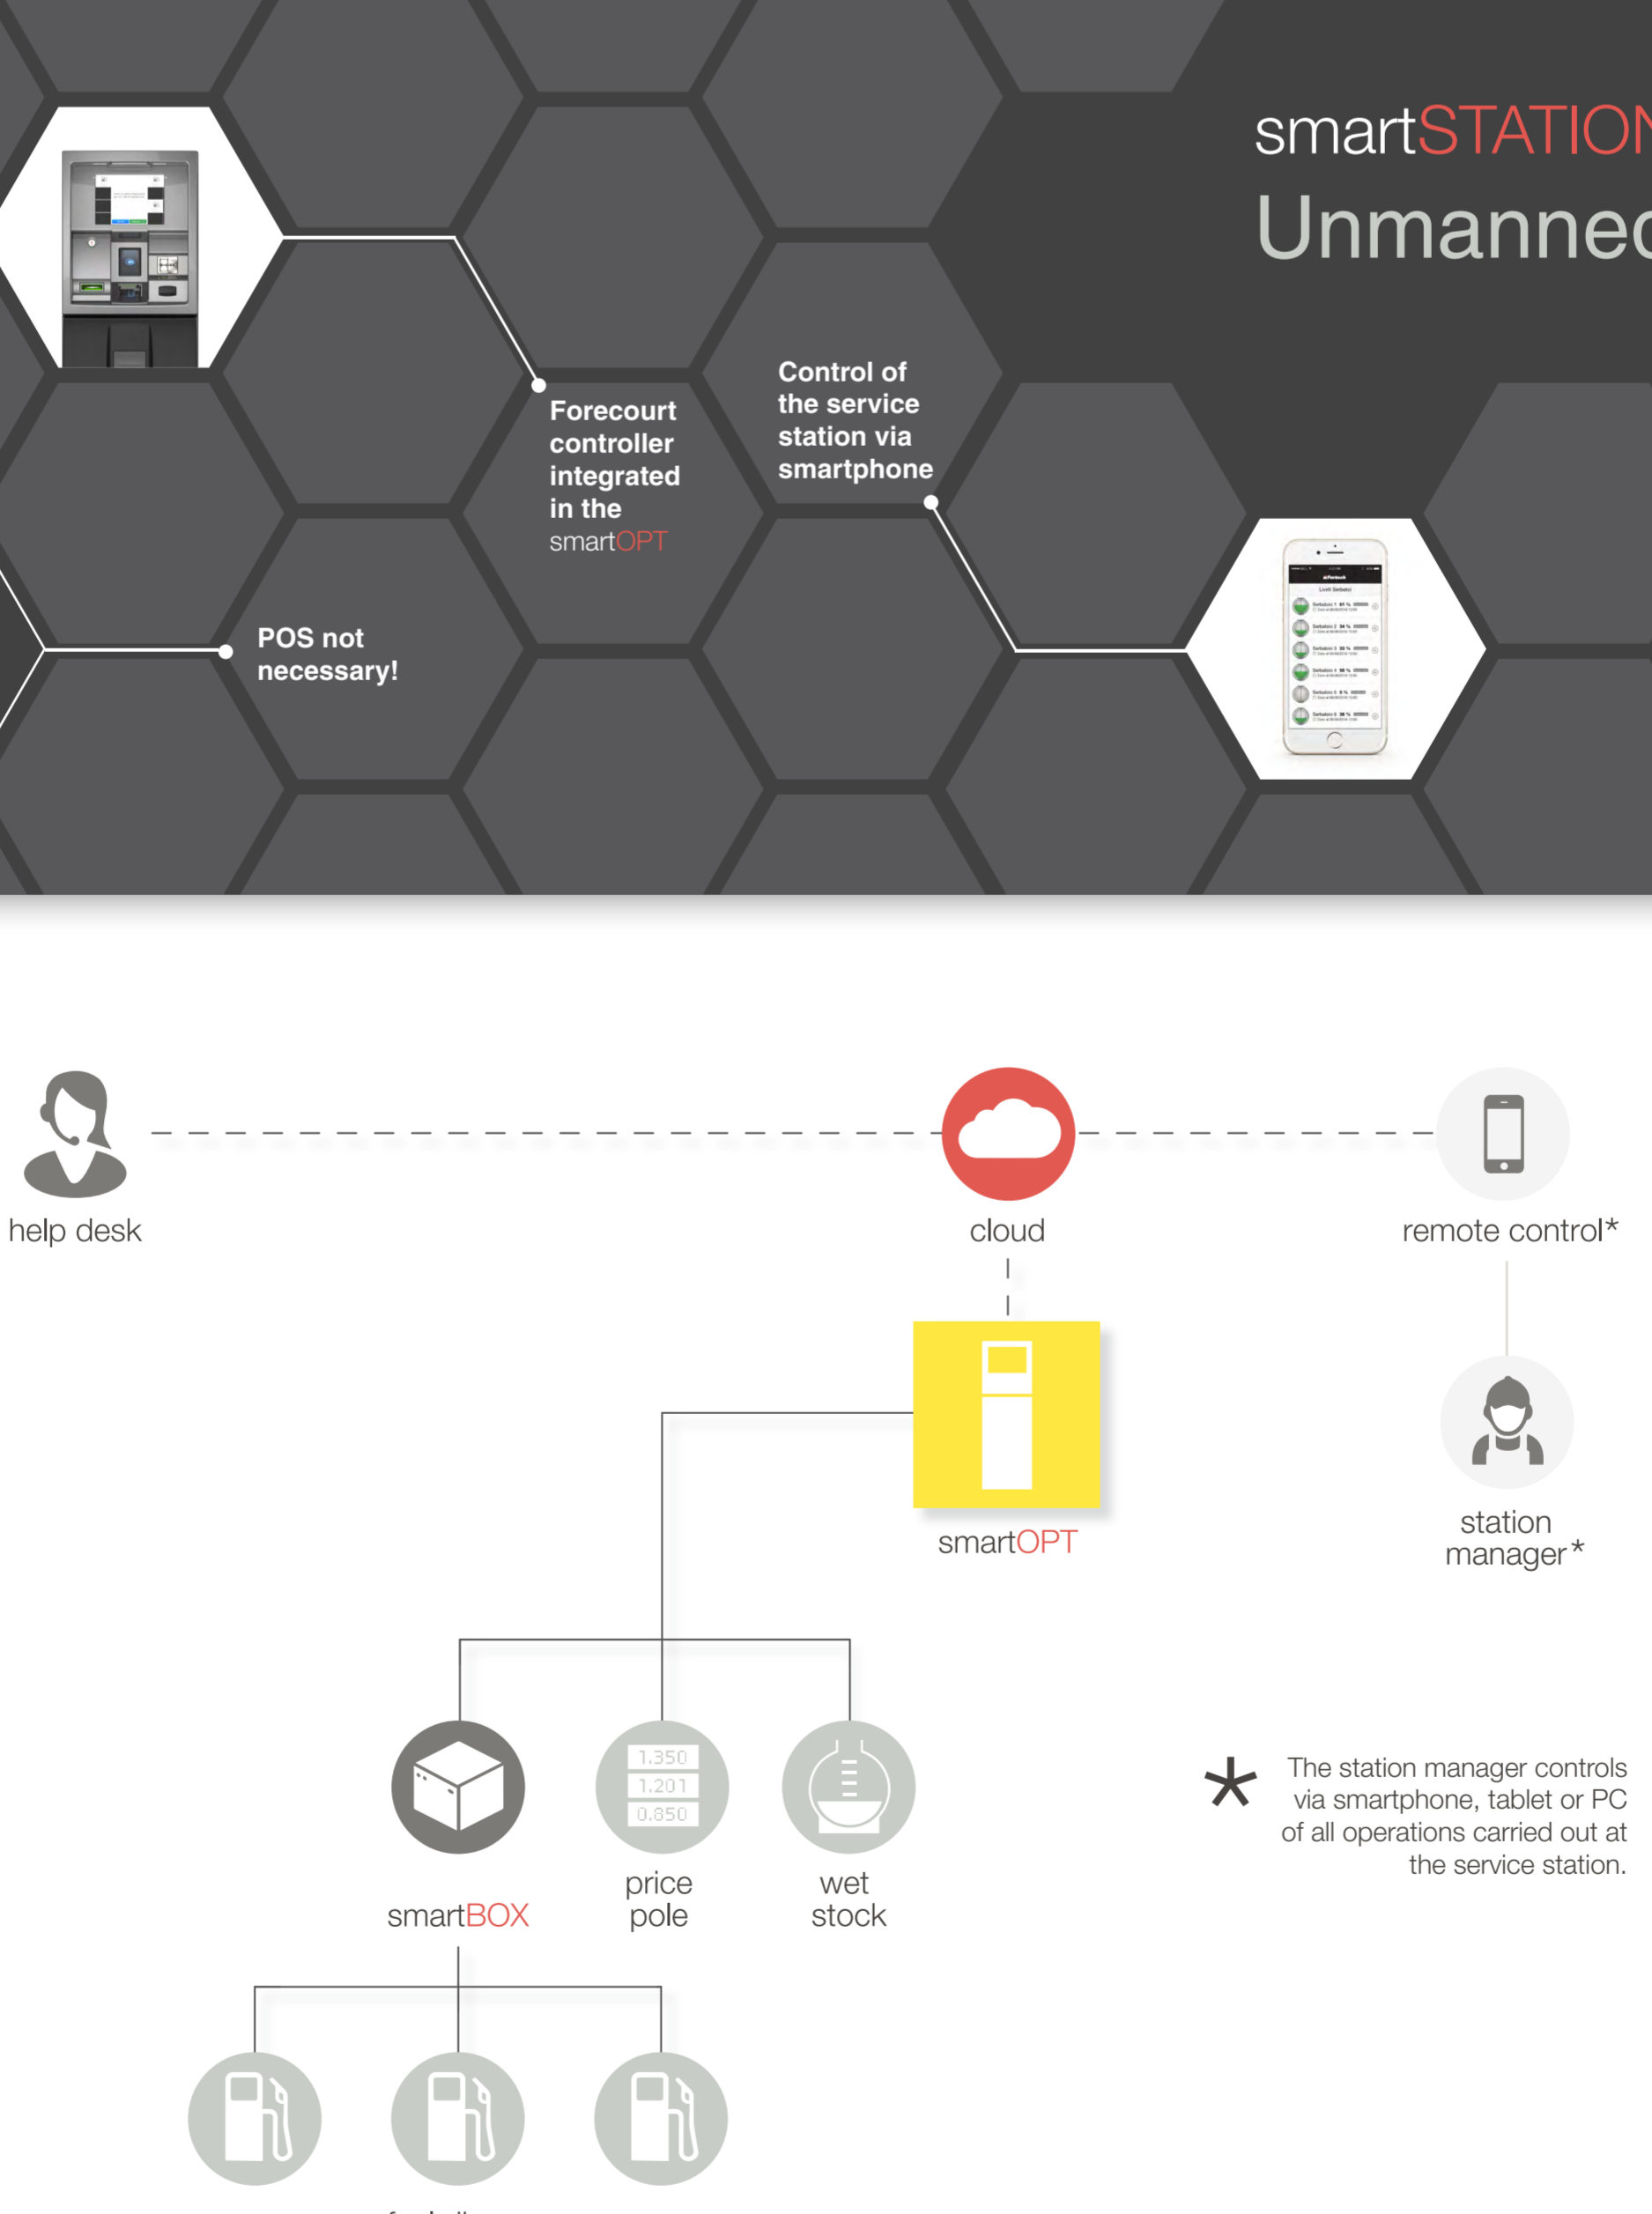 smartSTATION
Unmanned
Control of
the service
station via
smartphone
Forecourt
controller
integrated
in the
smartOPT
POS not
necessary!
help desk
cloud
remote control*
smartOPT
station
manager*
1.350
1.201
0.850
smartBOX
price
pole
wet
stock
* The station manager controls
via smartphone, tablet or PC
of all operations carried out at
the service station.